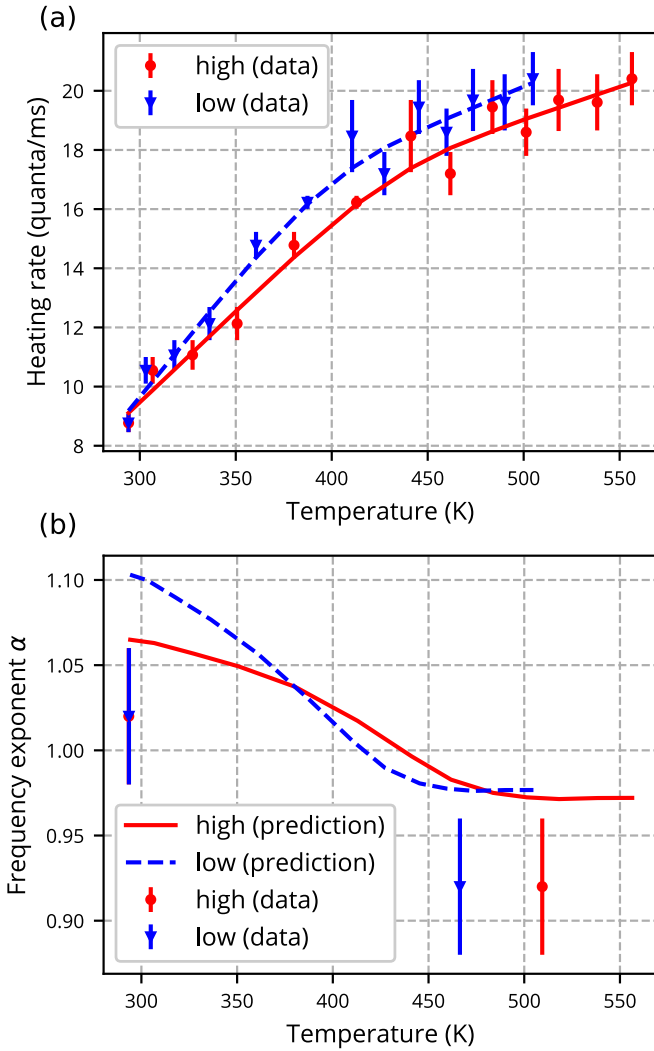 (a)
high (data)
low (data)
20
18
16
14
12
10
8
Heating rate (quanta/ms)
300 350 400 450 500 550
Temperature (K)
(b)
1.10
1.05
1.00
0.95
0.90
Frequency exponent α
high (prediction)
low (prediction)
high (data)
low (data)
300 350 400 450 500 550
Temperature (K)